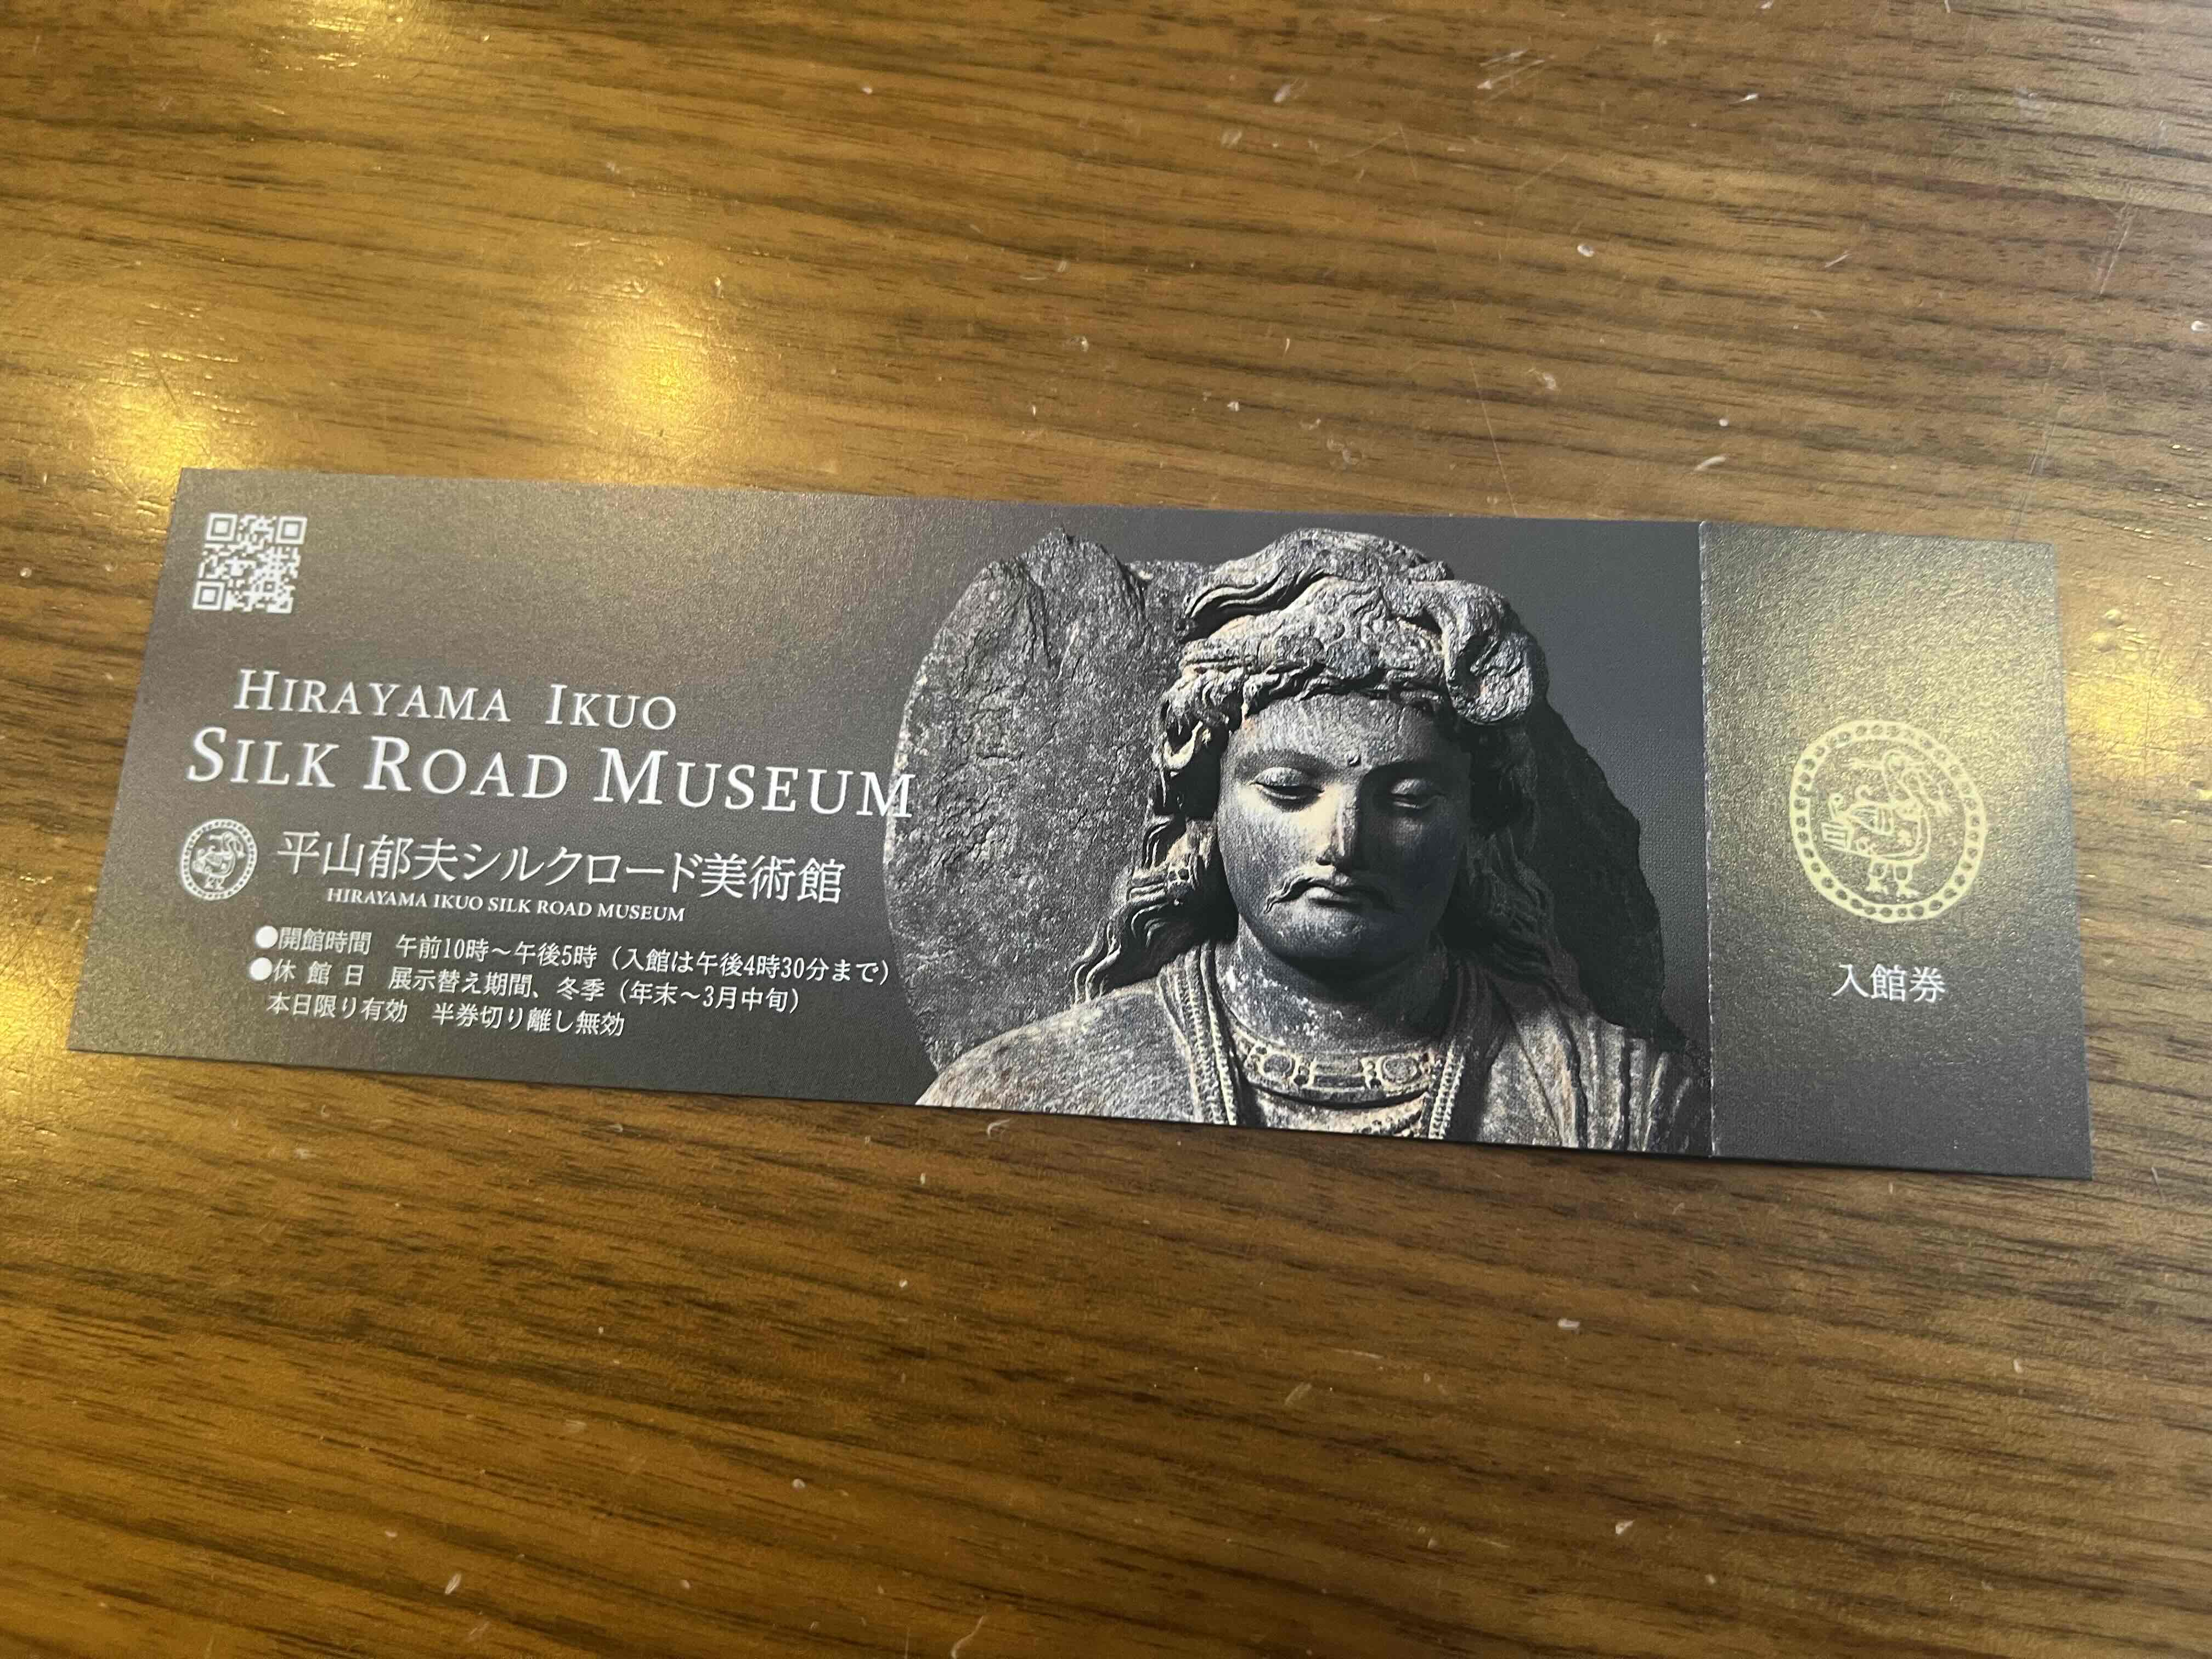 HIRAYAMA IKUO
SILK ROAD MUSEUM
平山郁夫シルクロード美術館
HIRAYAMA IKUO SILK ROAD MUSEUM
●開館時間 午前10時～午後5時（入館は午後4時30分まで）
●休館日 展示替え期間、冬季（年末～3月中旬）
本日限り有効 半券切り離し無効
入館券